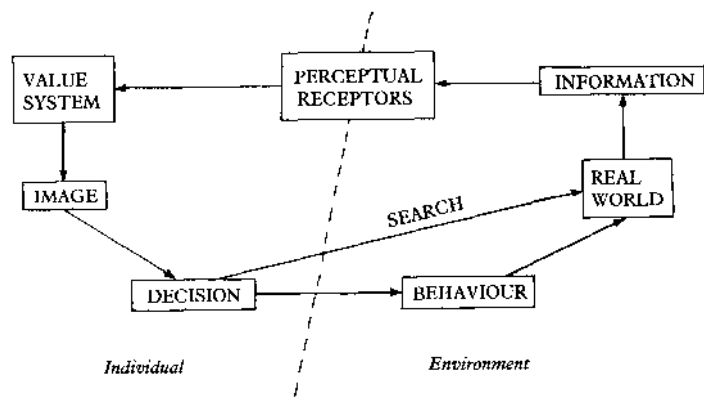 VALUE
SYSTEM
PERCEPTUAL
RECEPTORS
INFORMATION
IMAGE
SEARCH
REAL
WORLD
DECISION
BEHAVIOUR
Individual
Environment